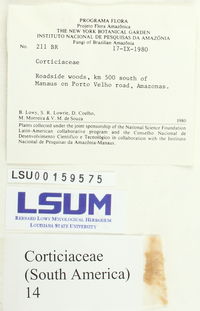 PROGRAMA FLORA
Projeto Flora Amazônica
THE NEW YORK BOTANICAL GARDEN
INSTITUTO NACIONAL DE PESQUISAS DA AMAZÔNIA
Fungi of Brazilian Amazônia
No. 211 BR 17-IX-1980
Corticiaceae
Roadside woods, km 500 south of
Manaus on Porto Velho road, Amazonas.
B. Lowy, S. R. Lowrie, D. Coelho,
M. Moreira & V. M. de Souza 1980
Plants collected under the joint sponsorship of the National Science Foundation
Latin-American collaborative program and the Conselho Nacional de
Desenvolvimento Científico e Tecnológico in collaboration with the Instituto
Nacional de Pesquisas da Amazônia-Manaus.
LSU00159575
LSUM
BERNARD LOWY MYCOLOGICAL HERBARIUM
LOUISIANA STATE UNIVERSITY
Corticiaceae
(South America)
14